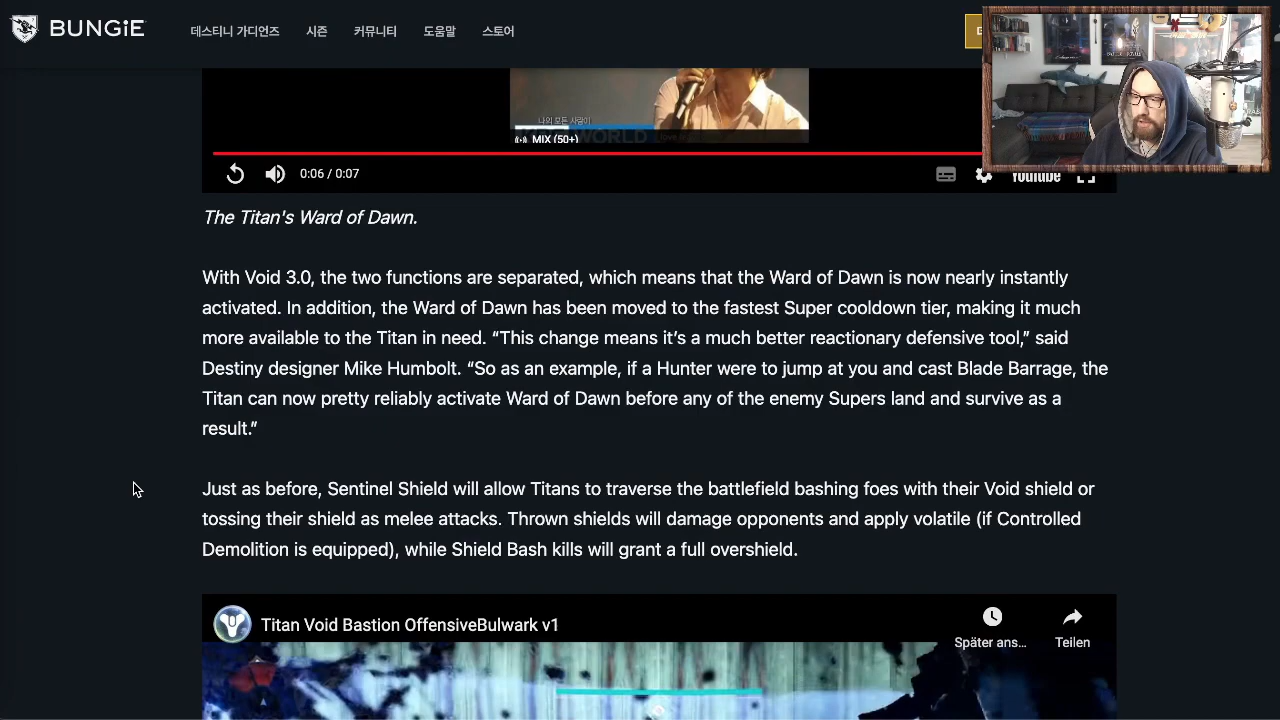 BUNGiE
데스티니 가디언즈 시즌 커뮤니티 도움말 스토어
나의 모든 사람이
MIX (50+)
WORLD
0:06 / 0:07
YouTube
The Titan's Ward of Dawn.
With Void 3.0, the two functions are separated, which means that the Ward of Dawn is now nearly instantly
activated. In addition, the Ward of Dawn has been moved to the fastest Super cooldown tier, making it much
more available to the Titan in need. “This change means it’s a much better reactionary defensive tool,” said
Destiny designer Mike Humbolt. “So as an example, if a Hunter were to jump at you and cast Blade Barrage, the
Titan can now pretty reliably activate Ward of Dawn before any of the enemy Supers land and survive as a
result.”
Just as before, Sentinel Shield will allow Titans to traverse the battlefield bashing foes with their Void shield or
tossing their shield as melee attacks. Thrown shields will damage opponents and apply volatile (if Controlled
Demolition is equipped), while Shield Bash kills will grant a full overshield.
Titan Void Bastion OffensiveBulwark v1
Später ans...
Teilen